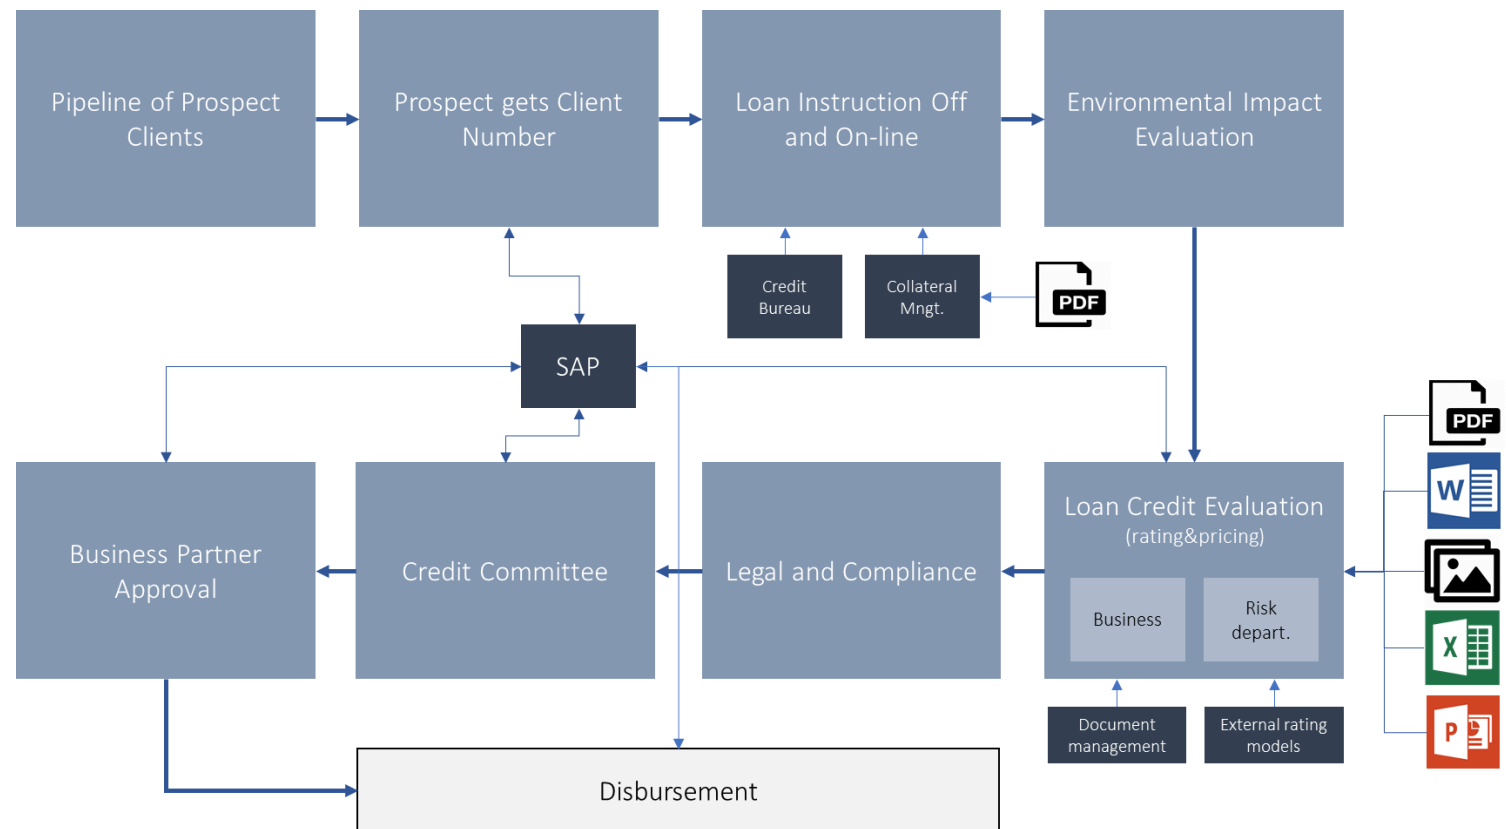 Pipeline of Prospect
Clients
Prospect gets Client
Number
Loan Instruction Off
and On-line
Environmental Impact
Evaluation
Credit
Bureau
Collateral
Mngt.
PDF
SAP
PDF
W
X
P
Business Partner
Approval
Credit Committee
Legal and Compliance
Loan Credit Evaluation
(rating&pricing)
Business
Risk
depart.
Document
management
External rating
models
Disbursement